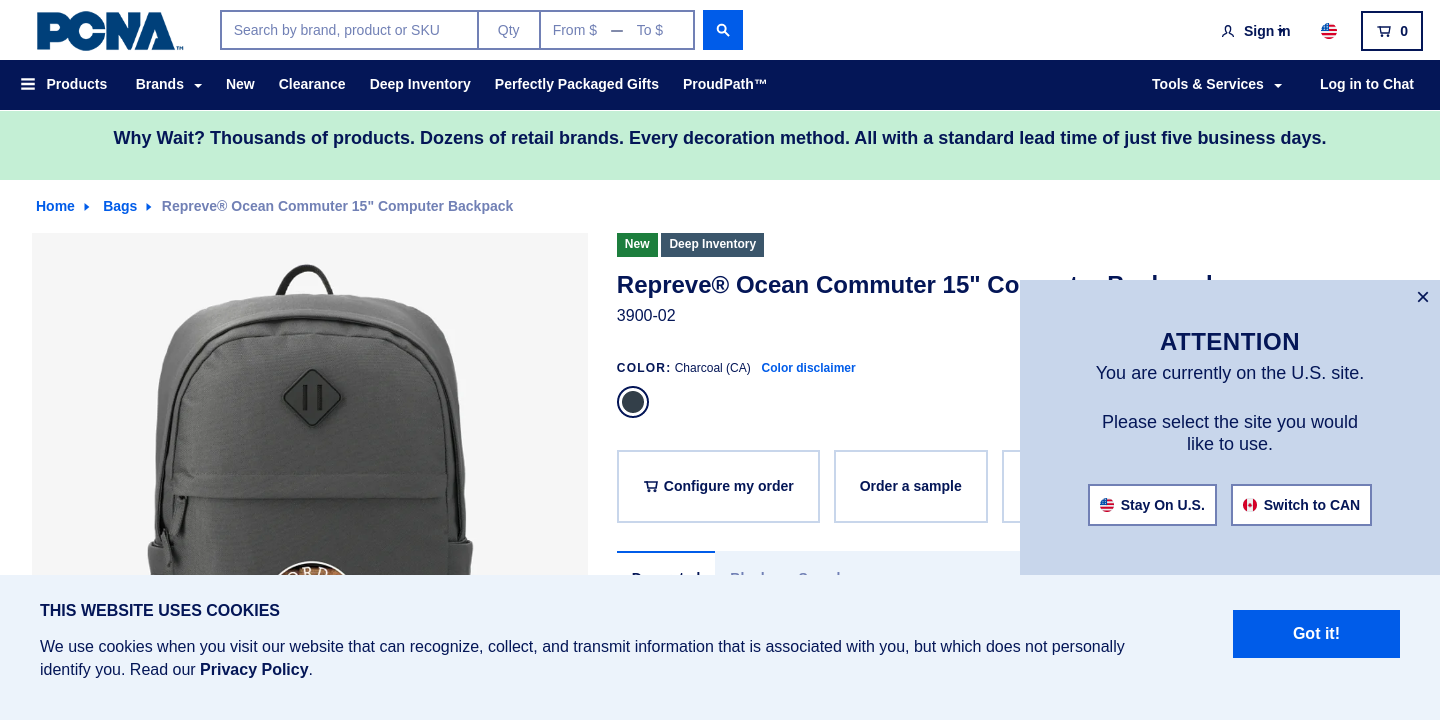 PCNA™
Search by brand, product or SKU
Qty
From $ — To $
Sign in
0
Products
Brands
New
Clearance
Deep Inventory
Perfectly Packaged Gifts
ProudPath™
Tools & Services
Log in to Chat
Why Wait? Thousands of products. Dozens of retail brands. Every decoration method. All with a standard lead time of just five business days.
Home
Bags
Repreve® Ocean Commuter 15" Computer Backpack
New
Deep Inventory
Repreve® Ocean Commuter 15" Computer Backpack
3900-02
COLOR: Charcoal (CA) Color disclaimer
Configure my order
Order a sample
×
ATTENTION
You are currently on the U.S. site.
Please select the site you would
like to use.
Stay On U.S.
Switch to CAN
THIS WEBSITE USES COOKIES
We use cookies when you visit our website that can recognize, collect, and transmit information that is associated with you, but which does not personally
identify you. Read our Privacy Policy.
Got it!